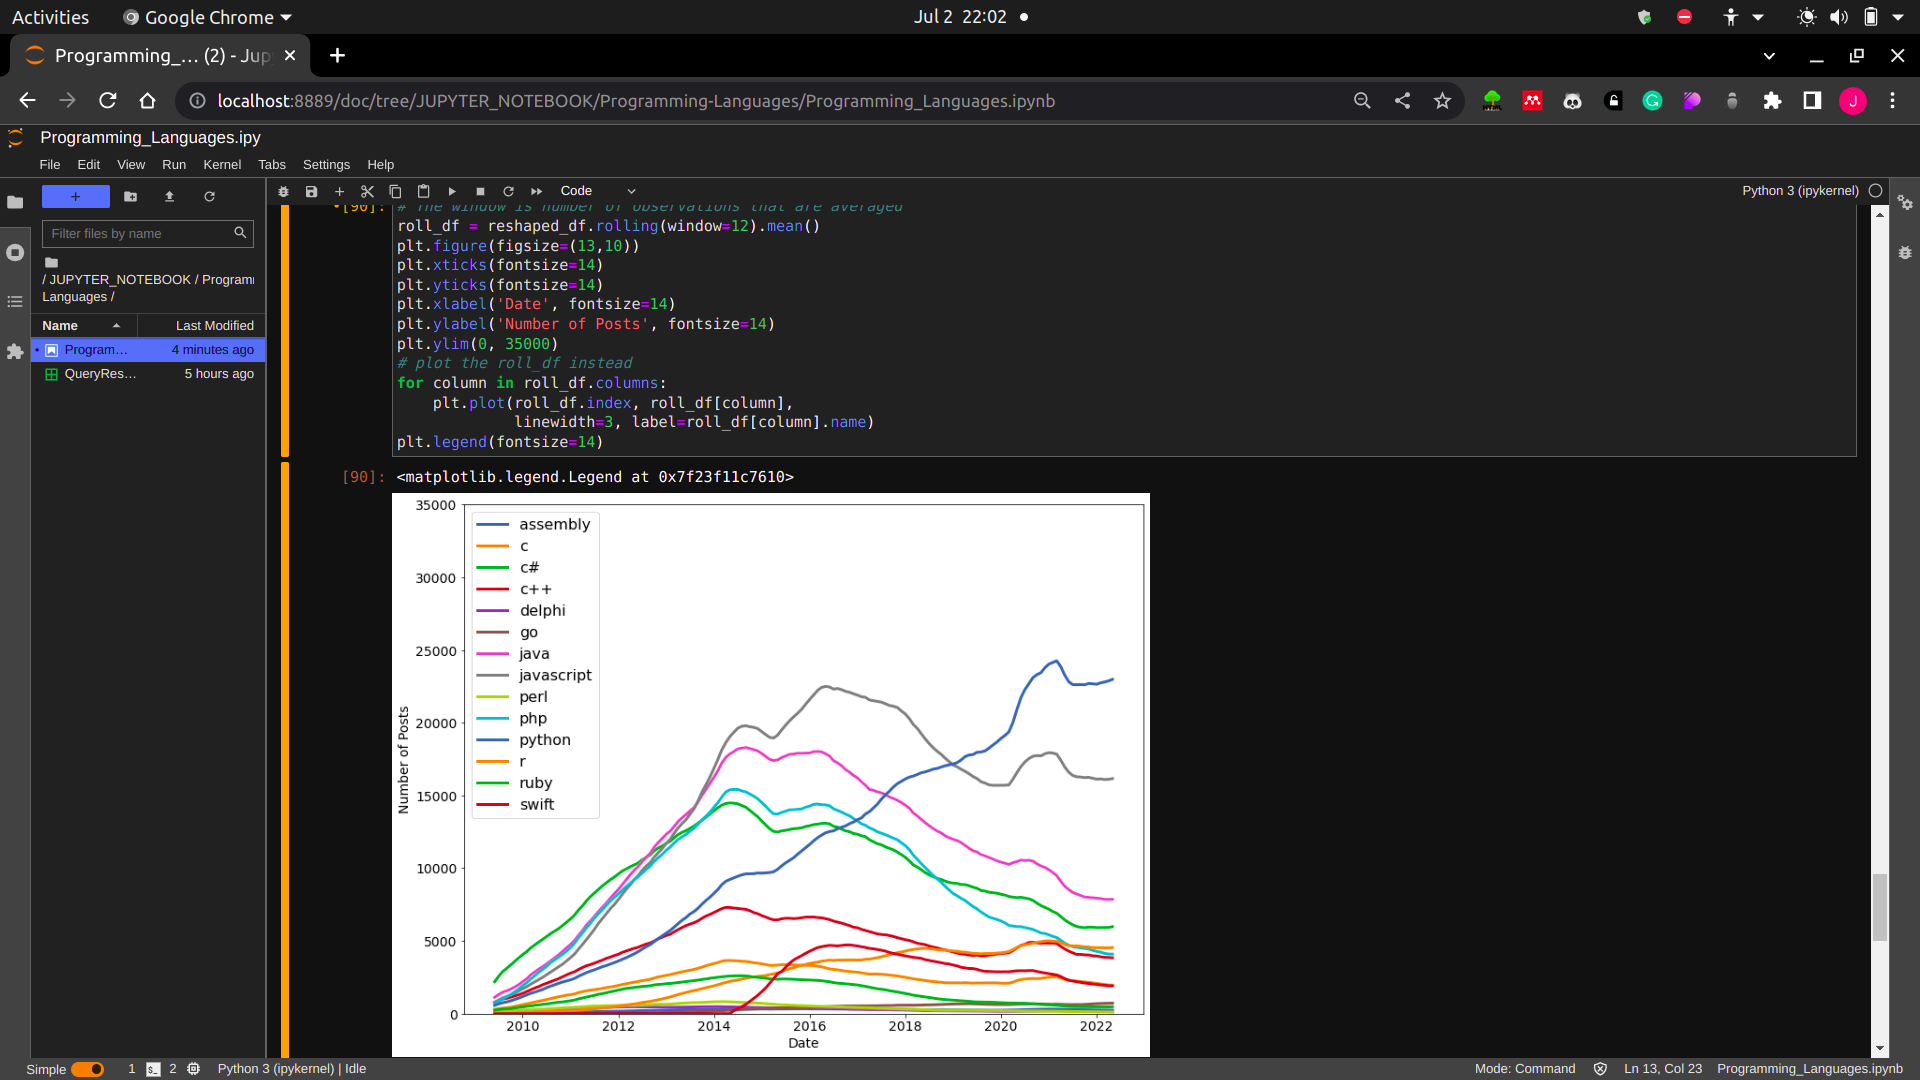 Activities
Google Chrome
Jul 2 22:02
Programming_... (2) - Jup
localhost:8889/doc/tree/JUPYTER_NOTEBOOK/Programming-Languages/Programming_Languages.ipynb
J
Programming_Languages.ipy
File Edit View Run Kernel Tabs Settings Help
Code
Python 3 (ipykernel)
Filter files by name
/ JUPYTER_NOTEBOOK / Program
Languages /
Name Last Modified
Program... 4 minutes ago
QueryRes... 5 hours ago
[90]: # The window is number of observations that are averaged
roll_df = reshaped_df.rolling(window=12).mean()
plt.figure(figsize=(13,10))
plt.xticks(fontsize=14)
plt.yticks(fontsize=14)
plt.xlabel('Date', fontsize=14)
plt.ylabel('Number of Posts', fontsize=14)
plt.ylim(0, 35000)
# plot the roll_df instead
for column in roll_df.columns:
    plt.plot(roll_df.index, roll_df[column],
             linewidth=3, label=roll_df[column].name)
plt.legend(fontsize=14)
[90]: <matplotlib.legend.Legend at 0x7f23f11c7610>
35000
30000
25000
20000
15000
10000
5000
0
Number of Posts
assembly
c
c#
c++
delphi
go
java
javascript
perl
php
python
r
ruby
swift
2010 2012 2014 2016 2018 2020 2022
Date
Simple 1 2 Python 3 (ipykernel) | Idle
Mode: Command Ln 13, Col 23 Programming_Languages.ipynb